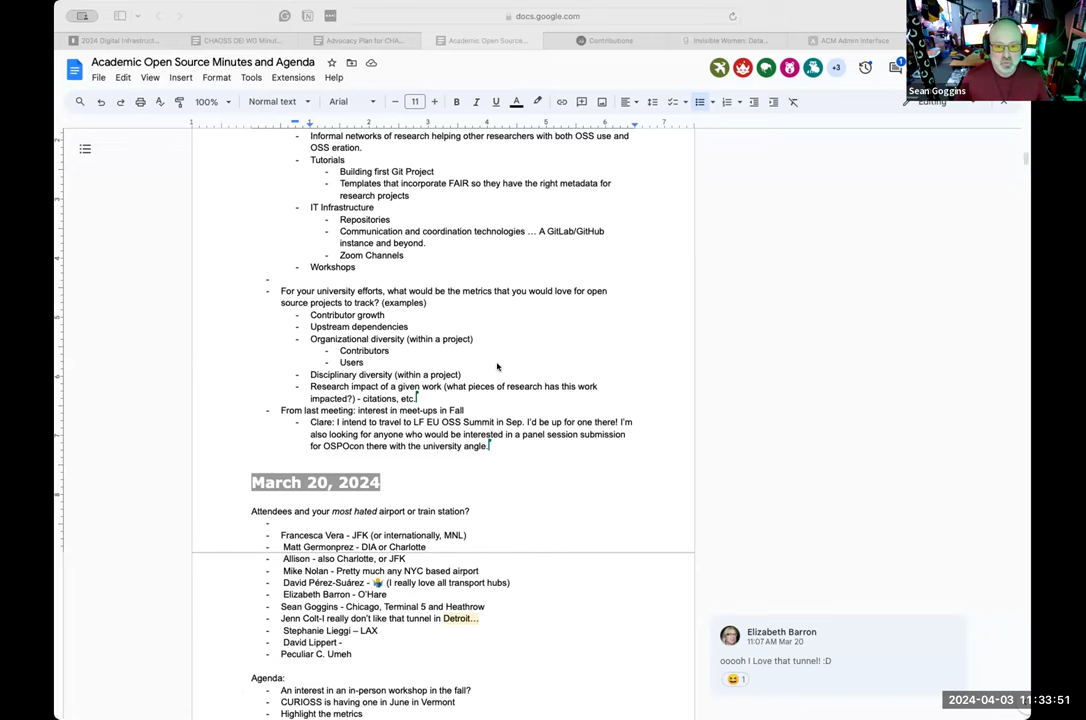 docs.google.com
2024 Digital Infrastruct...
CHAOSS DEI WG Minut...
Advocacy Plan for CHA...
Academic Open Source...
Contributions
Invisible Women: Data...
ACM Admin Interface
Academic Open Source Minutes and Agenda
File Edit View Insert Format Tools Extensions Help
+3
1
Sean Goggins
100% Normal text Arial 11
Editing
1 1 2 3 4 5 6 7
Informal networks of research helping other researchers with both OSS use and
OSS eration.
- Tutorials
- Building first Git Project
- Templates that incorporate FAIR so they have the right metadata for
research projects
- IT Infrastructure
- Repositories
- Communication and coordination technologies … A GitLab/GitHub
instance and beyond.
- Zoom Channels
- Workshops
-
- For your university efforts, what would be the metrics that you would love for open
source projects to track? (examples)
- Contributor growth
- Upstream dependencies
- Organizational diversity (within a project)
- Contributors
- Users
- Disciplinary diversity (within a project)
- Research impact of a given work (what pieces of research has this work
impacted?) - citations, etc.
- From last meeting: interest in meet-ups in Fall
- Clare: I intend to travel to LF EU OSS Summit in Sep. I'd be up for one there! I'm
also looking for anyone who would be interested in a panel session submission
for OSPOcon there with the university angle.
March 20, 2024
Attendees and your most hated airport or train station?
-
- Francesca Vera - JFK (or internationally, MNL)
- Matt Germonprez - DIA or Charlotte
- Allison - also Charlotte, or JFK
- Mike Nolan - Pretty much any NYC based airport
- David Pérez-Suárez - 🤷 (I really love all transport hubs)
- Elizabeth Barron - O'Hare
- Sean Goggins - Chicago, Terminal 5 and Heathrow
- Jenn Colt-I really don't like that tunnel in Detroit…
- Stephanie Lieggi – LAX
- David Lippert -
- Peculiar C. Umeh
Agenda:
- An interest in an in-person workshop in the fall?
- CURIOSS is having one in June in Vermont
- Highlight the metrics
Elizabeth Barron
11:07 AM Mar 20
ooooh I Love that tunnel! :D
😆 1
2024-04-03 11:33:51